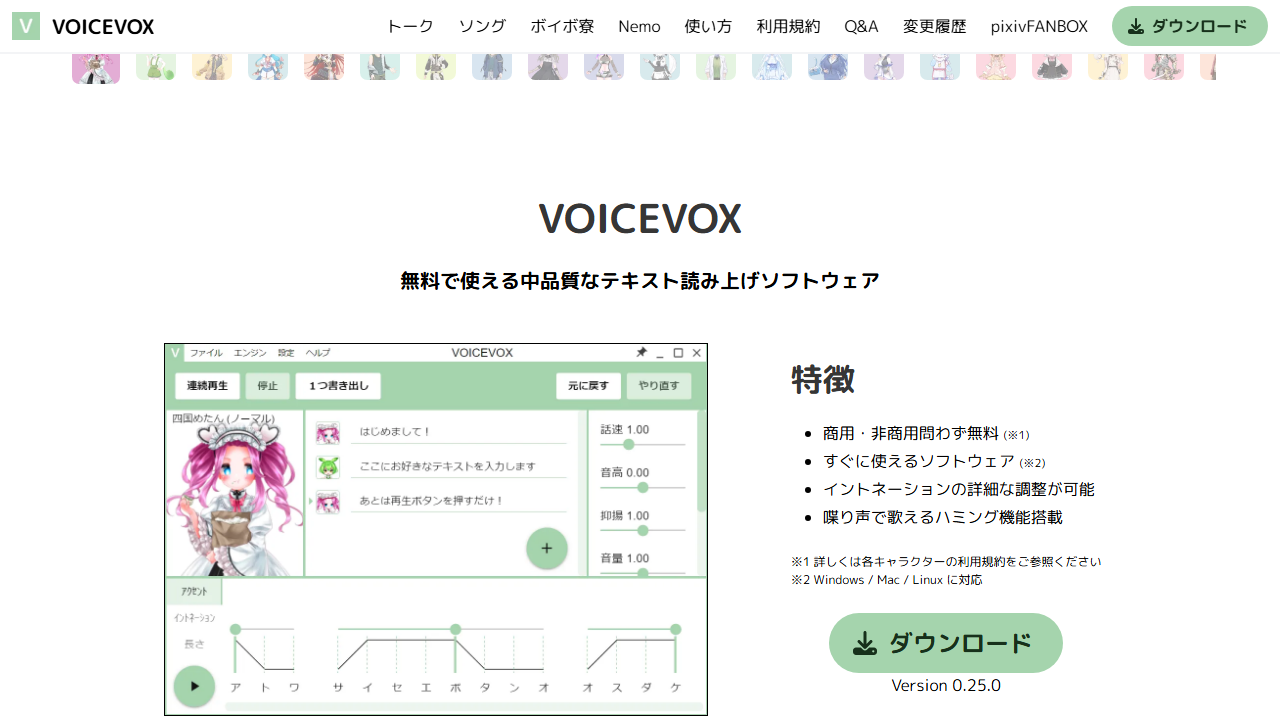 V VOICEVOX トーク ソング ボイボ寮 Nemo 使い方 利用規約 Q&A 変更履歴 pixivFANBOX ダウンロード
VOICEVOX
無料で使える中品質なテキスト読み上げソフトウェア
V ファイル エンジン 設定 ヘルプ VOICEVOX
連続再生 停止 1つ書き出し 元に戻す やり直す
四国めたん (ノーマル)
はじめまして!
ここにお好きなテキストを入力します
あとは再生ボタンを押すだけ!
話速 1.00
音高 0.00
抑揚 1.00
音量 1.00
アクセント
イントネーション
長さ
ア ト ワ サ イ セ エ ボ タ ン オ オ ス ダ ケ
特徴
• 商用・非商用問わず無料 (※1)
• すぐに使えるソフトウェア (※2)
• イントネーションの詳細な調整が可能
• 喋り声で歌えるハミング機能搭載
※1 詳しくは各キャラクターの利用規約をご参照ください
※2 Windows / Mac / Linux に対応
ダウンロード
Version 0.25.0